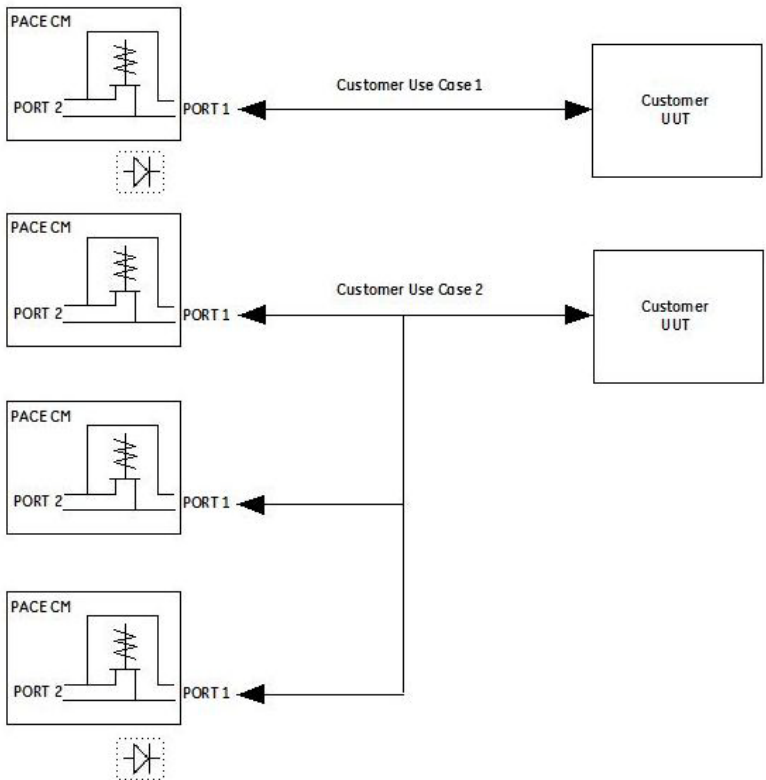 PACE CM
PORT 2
PORT 1
Customer Use Case 1
Customer
UUT
PACE CM
PORT 2
PORT 1
Customer Use Case 2
Customer
UUT
PACE CM
PORT 2
PORT 1
PACE CM
PORT 2
PORT 1